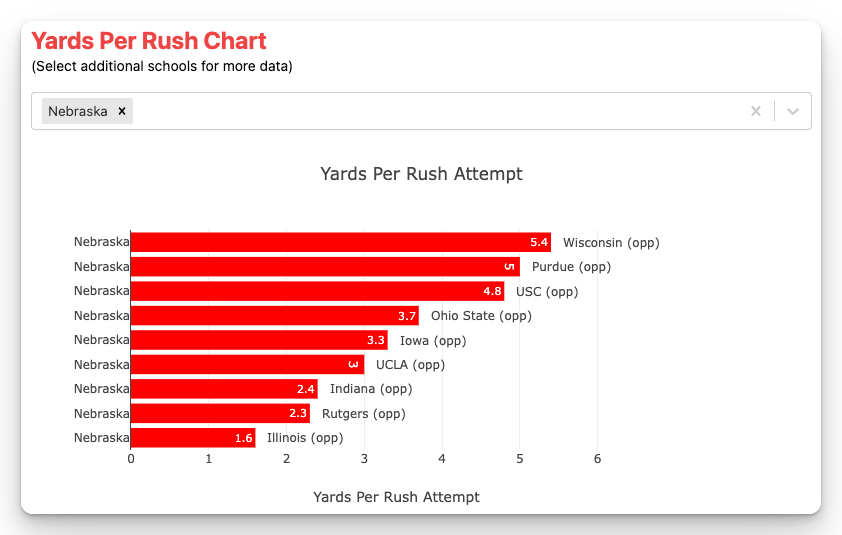 Yards Per Rush Chart
(Select additional schools for more data)
Nebraska ×
Yards Per Rush Attempt
Nebraska 5.4 Wisconsin (opp)
Nebraska 5 Purdue (opp)
Nebraska 4.8 USC (opp)
Nebraska 3.7 Ohio State (opp)
Nebraska 3.3 Iowa (opp)
Nebraska 3 UCLA (opp)
Nebraska 2.4 Indiana (opp)
Nebraska 2.3 Rutgers (opp)
Nebraska 1.6 Illinois (opp)
0 1 2 3 4 5 6
Yards Per Rush Attempt